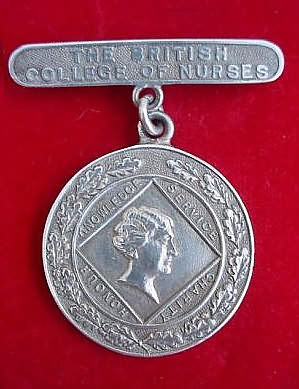 THE BRITISH
COLLEGE OF NURSES
KNOWLEDGE
SERVICE
CHARITY
HONOUR